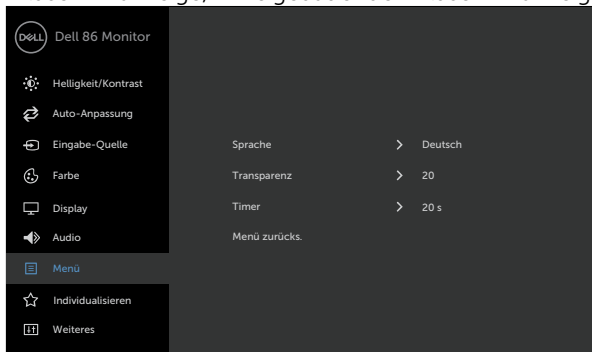 DELL
Dell 86 Monitor
Helligkeit/Kontrast
Auto-Anpassung
Eingabe-Quelle
Sprache > Deutsch
Farbe
Transparenz > 20
Display
Timer > 20 s
Audio
Menü zurücks.
Menü
Individualisieren
Weiteres